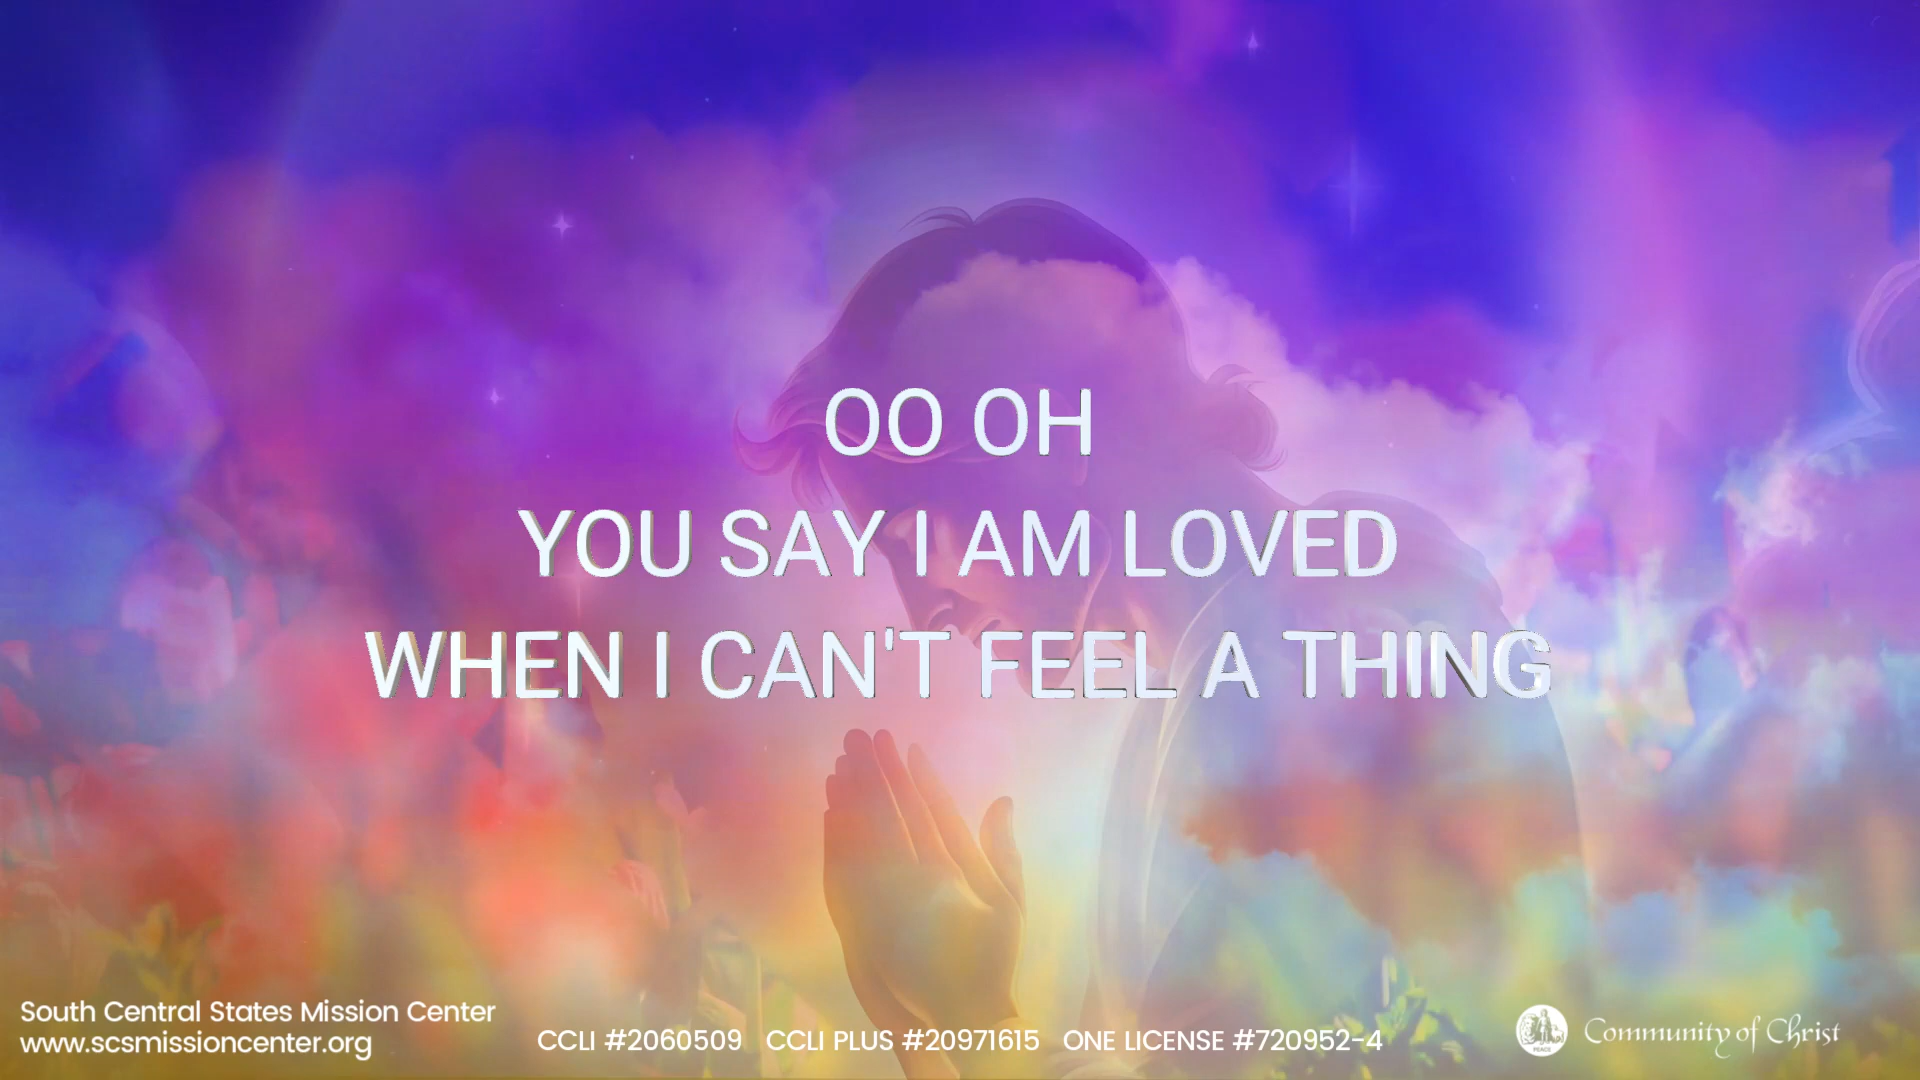 OO OH
YOU SAY I AM LOVED
WHEN I CAN'T FEEL A THING
South Central States Mission Center
www.scsmissioncenter.org
CCLI #2060509 CCLI PLUS #20971615 ONE LICENSE #720952-4
PEACE
Community of Christ